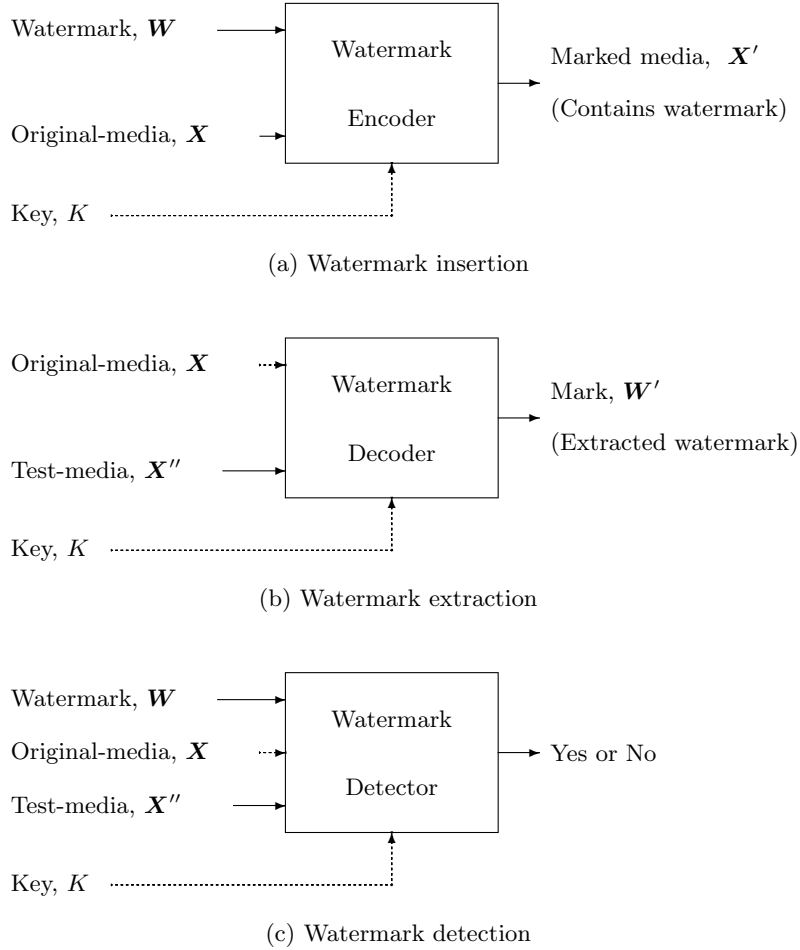 Watermark, W
Watermark
Marked media, X′
Encoder
(Contains watermark)
Original-media, X
Key, K
(a) Watermark insertion
Original-media, X
Watermark
Mark, W′
Decoder
(Extracted watermark)
Test-media, X′′
Key, K
(b) Watermark extraction
Watermark, W
Watermark
Original-media, X
Yes or No
Detector
Test-media, X′′
Key, K
(c) Watermark detection